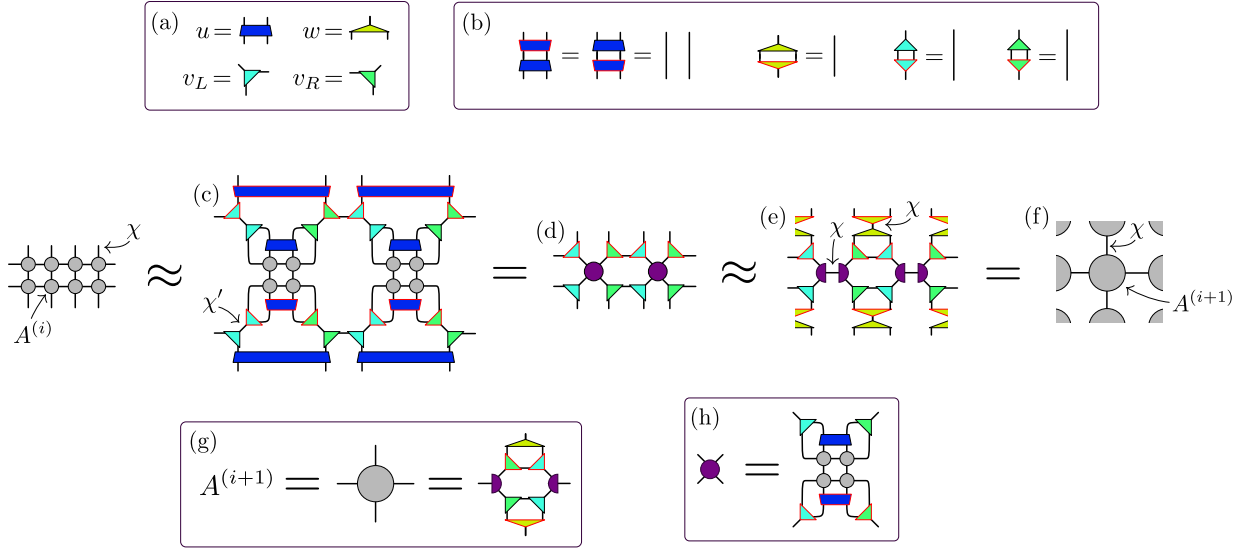 (a) u = w =
v_L = v_R =
(b) = = = = =
(c)
χ
A^{(i)}
≈
χ′
=
(d)
≈
(e)
χ
χ
=
(f)
χ
A^{(i+1)}
(g)
A^{(i+1)} = =
(h)
=